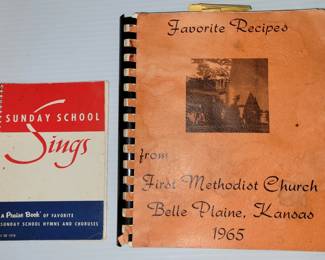 SUNDAY SCHOOL
Sings
A Praise Book OF FAVORITE
SUNDAY SCHOOL HYMNS AND CHORUSES
Favorite Recipes
from
First Methodist Church
Belle Plaine, Kansas
1965